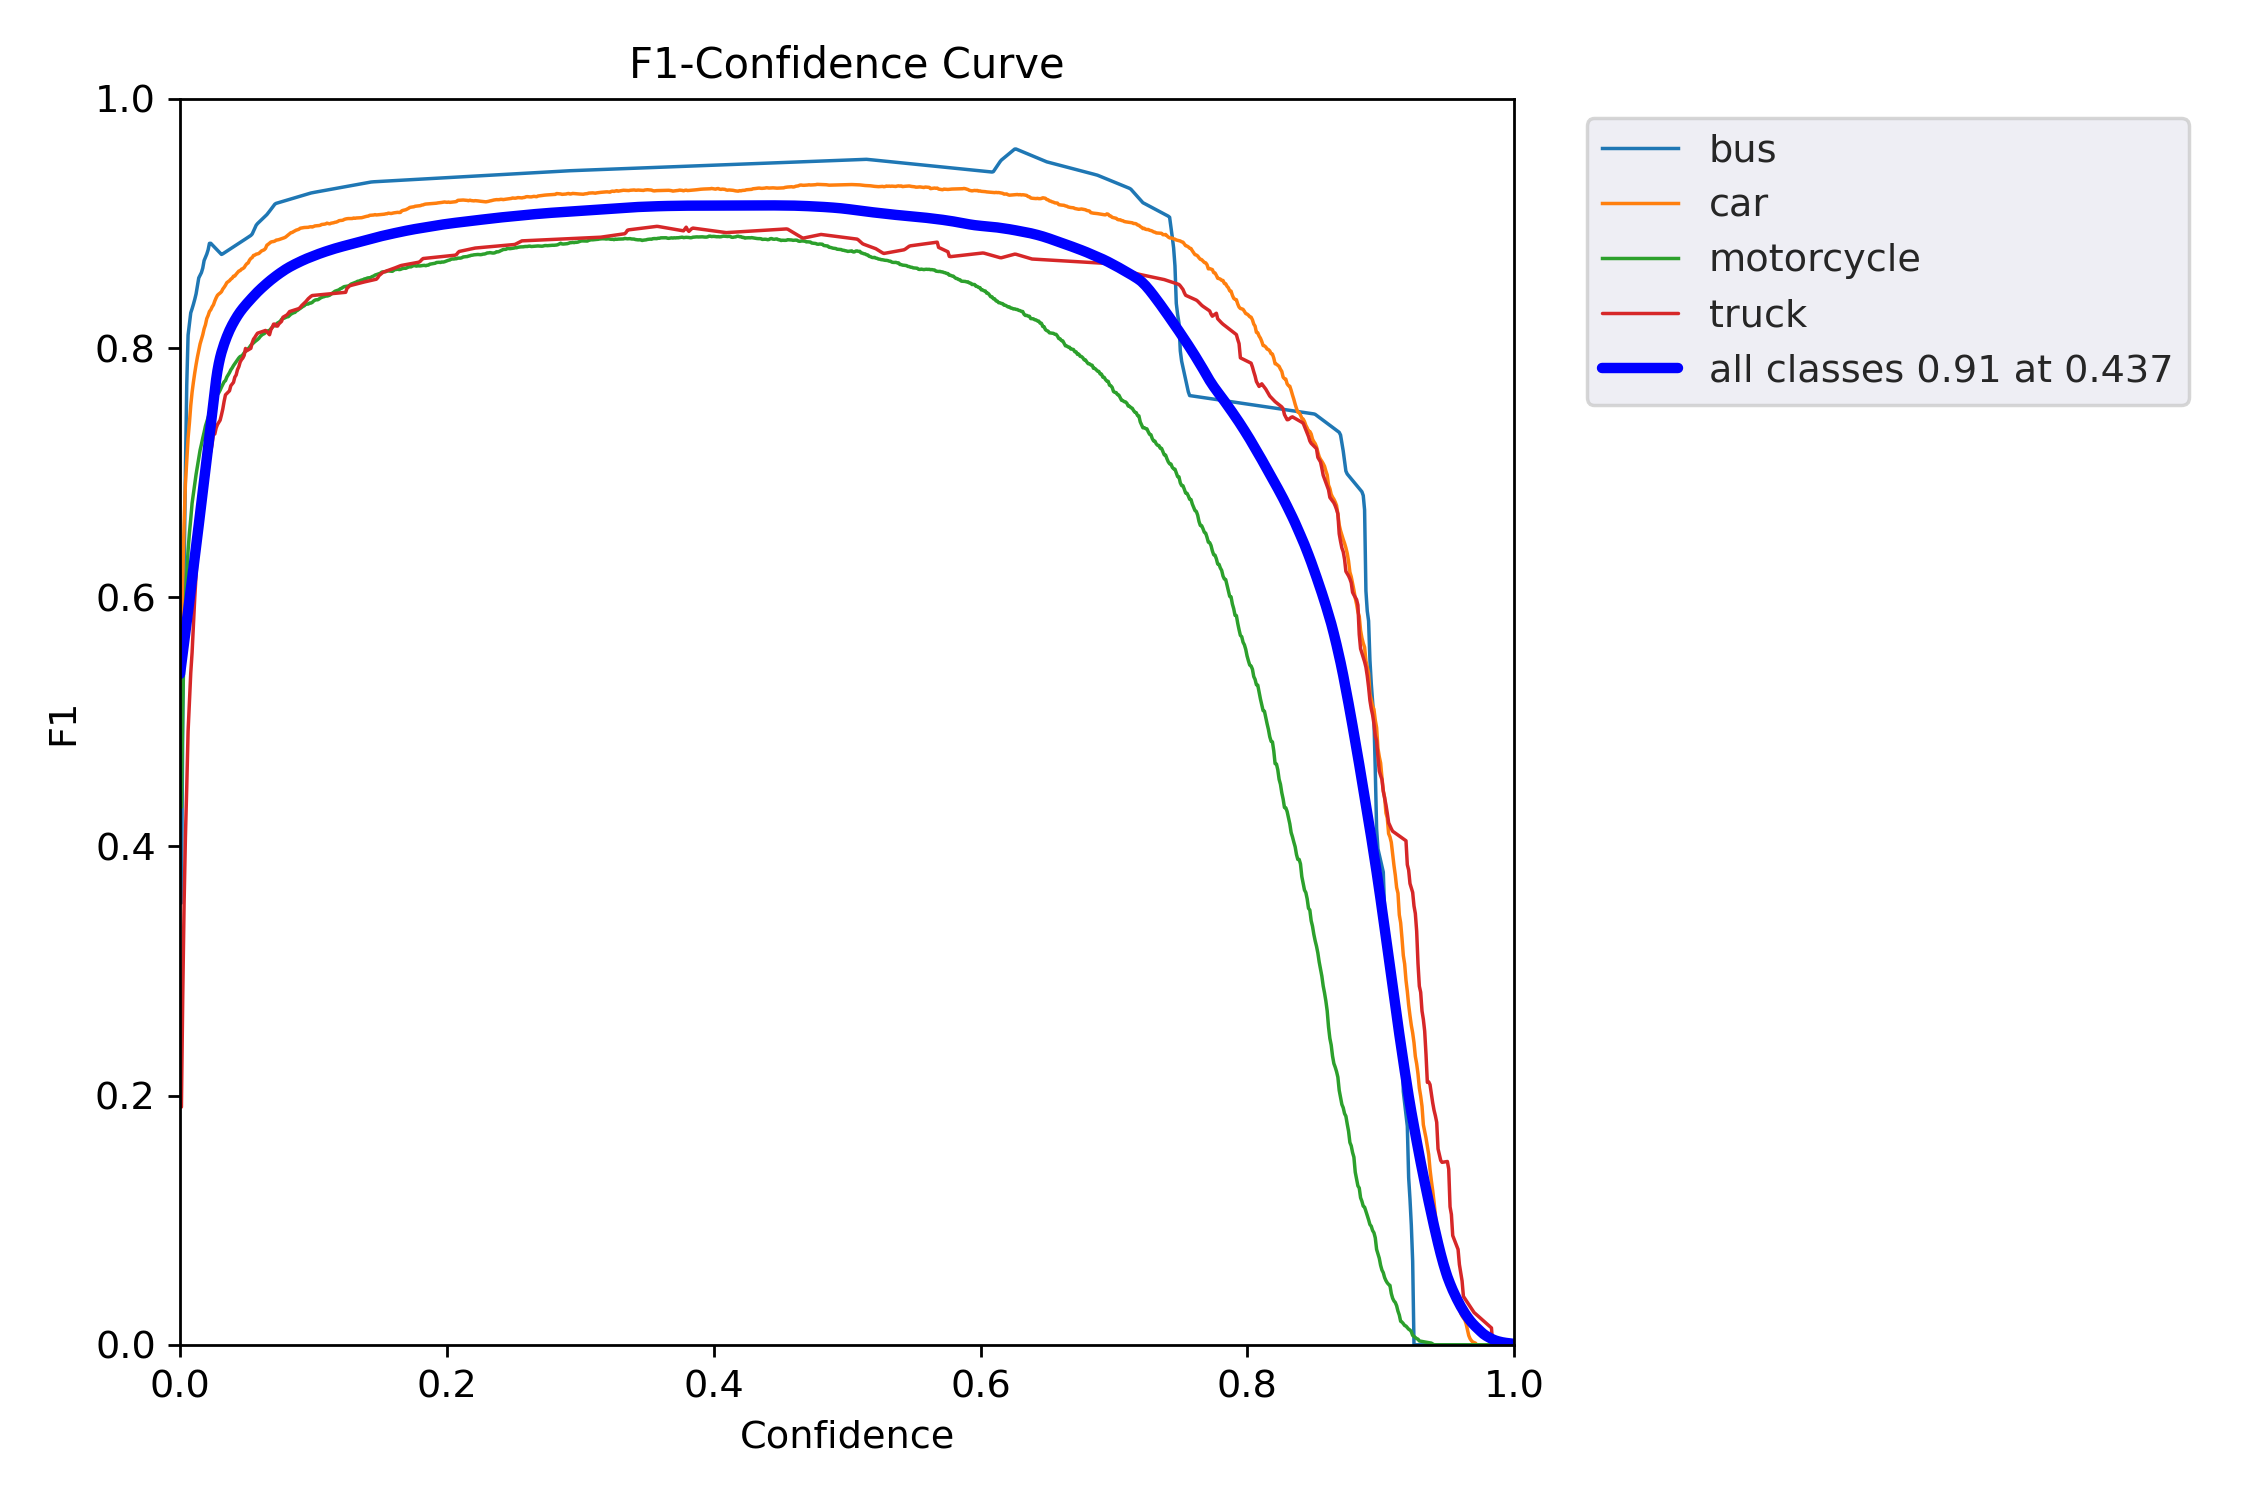 F1-Confidence Curve
1.0
0.8
0.6
0.4
0.2
0.0
F1
0.0 0.2 0.4 0.6 0.8 1.0
Confidence
bus
car
motorcycle
truck
all classes 0.91 at 0.437